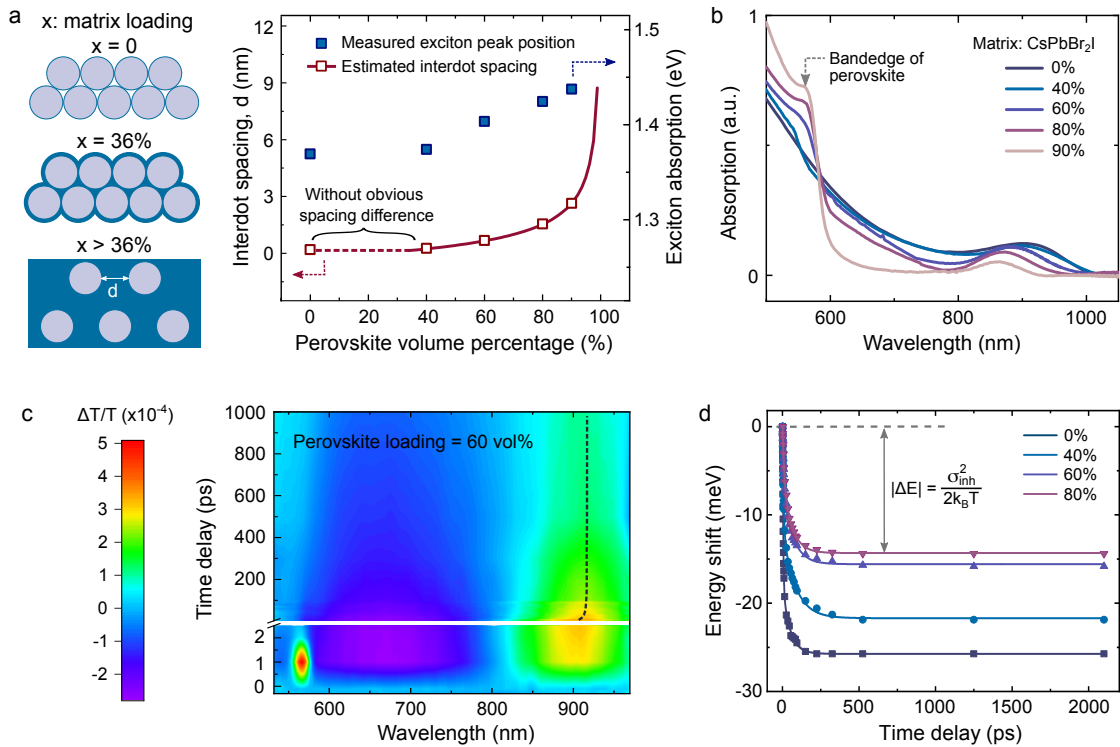 a
x: matrix loading
x = 0
x = 36%
x > 36%
d
Interdot spacing, d (nm)
12
9
6
3
0
Measured exciton peak position
Estimated interdot spacing
Without obvious
spacing difference
0 20 40 60 80 100
Perovskite volume percentage (%)
1.5
1.4
1.3
Exciton absorption (eV)
b
Absorption (a.u.)
1
0
Bandedge of
perovskite
Matrix: CsPbBr₂I
0%
40%
60%
80%
90%
600 800 1000
Wavelength (nm)
c
ΔT/T (x10⁻⁴)
5
4
3
2
1
0
-1
-2
Time delay (ps)
1000
800
600
400
200
2
1
0
Perovskite loading = 60 vol%
600 700 800 900
Wavelength (nm)
d
Energy shift (meV)
0
-10
-20
-30
|ΔE| = σ²inh / 2k_BT
0%
40%
60%
80%
0 500 1000 1500 2000
Time delay (ps)